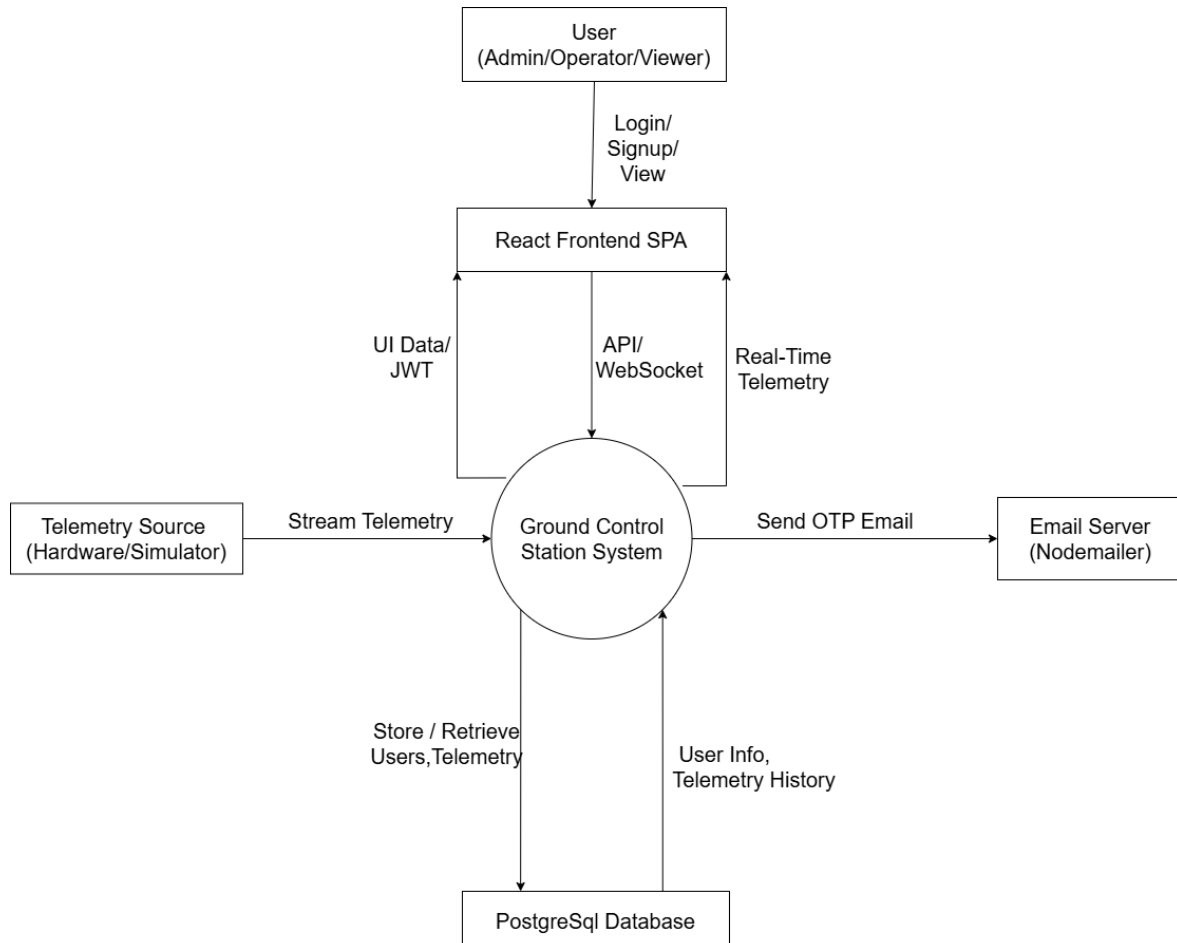 User
(Admin/Operator/Viewer)
Login/
Signup/
View
React Frontend SPA
UI Data/
JWT
API/
WebSocket
Real-Time
Telemetry
Telemetry Source
(Hardware/Simulator)
Stream Telemetry
Ground Control
Station System
Send OTP Email
Email Server
(Nodemailer)
Store / Retrieve
Users,Telemetry
User Info,
Telemetry History
PostgreSql Database